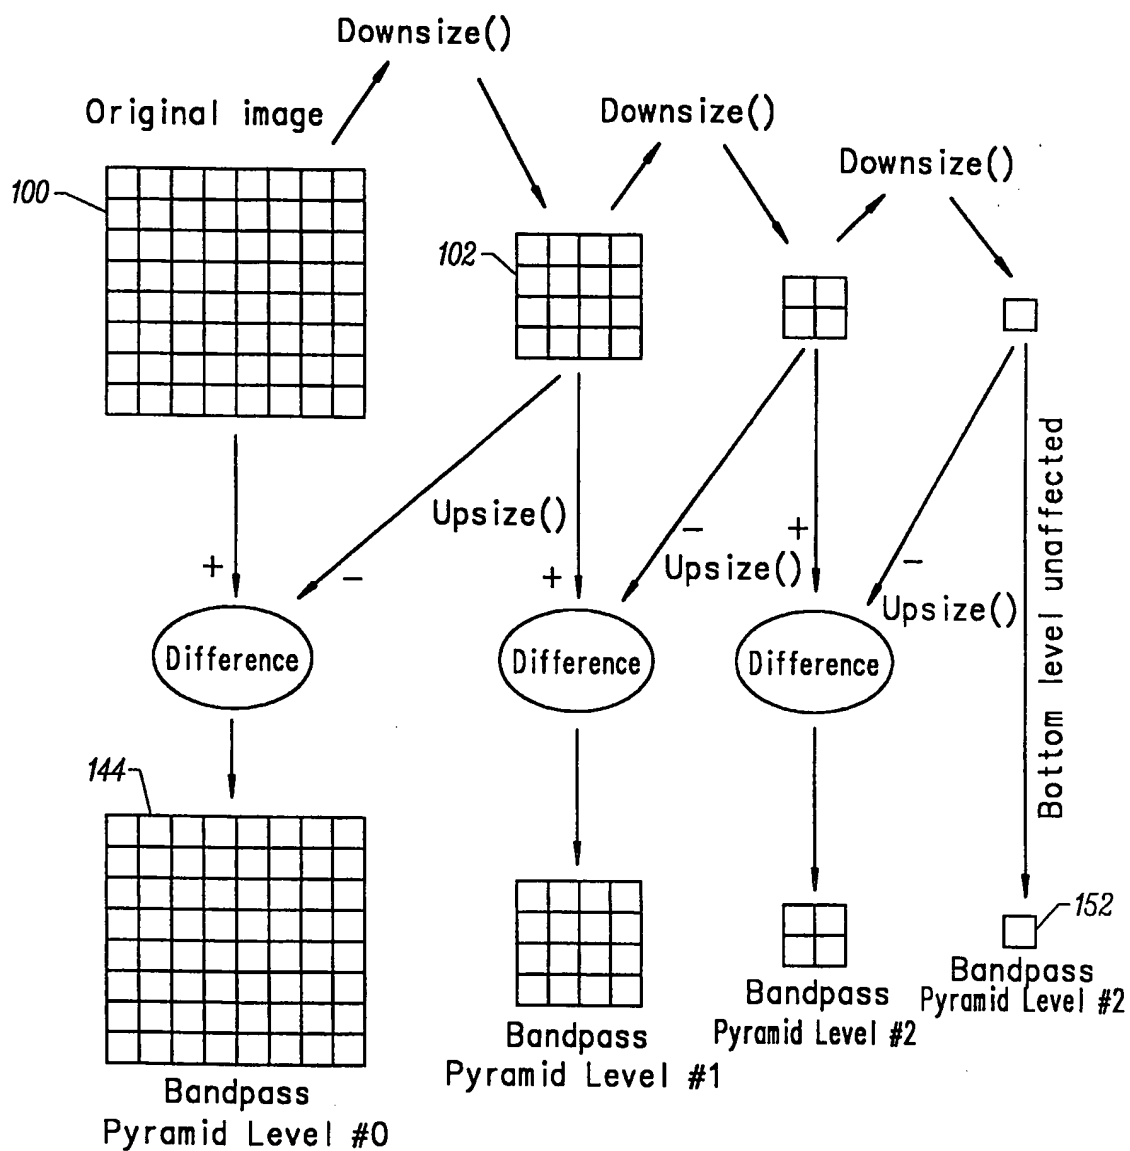 Downsize()
Original image
Downsize()
Downsize()
100
102
Upsize()
+
-
+
-
Upsize()
+
-
Upsize()
Bottom level unaffected
Difference
Difference
Difference
144
152
Bandpass
Pyramid Level #0
Bandpass
Pyramid Level #1
Bandpass
Pyramid Level #2
Bandpass
Pyramid Level #2